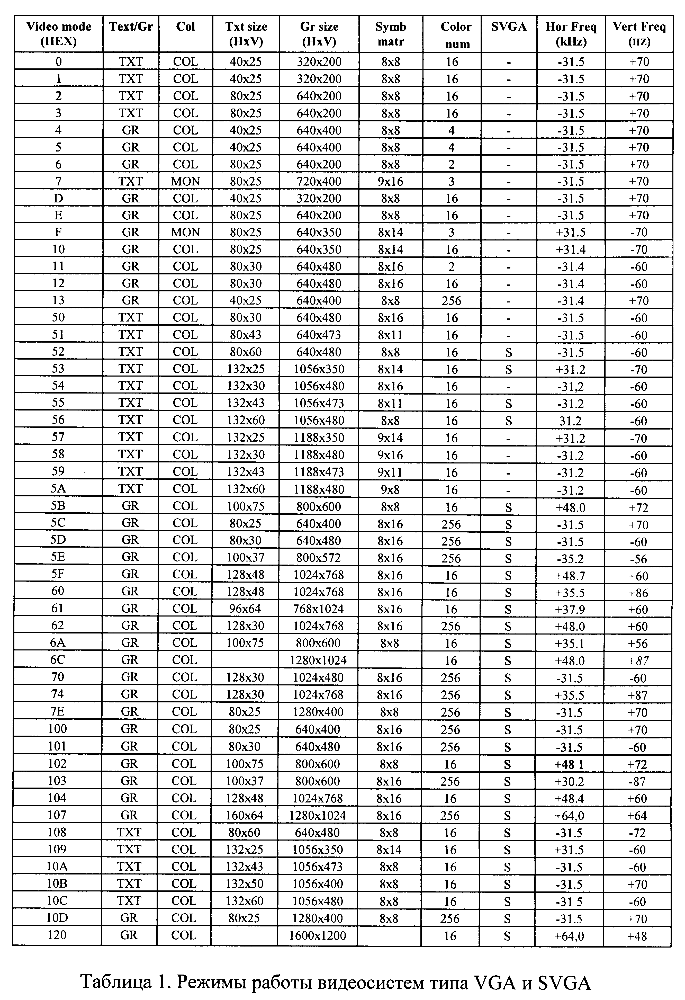 Video mode Text/Gr Col Txt size Gr size Symb Color SVGA Ног Freq Vert Freq
(HEX) (HxV) (HxV) matr num (kHz) (HZ)
0 TXT COL 40x25 320x200 8x8 16 - -31.5 +70
1 TXT COL 40x25 320x200 8x8 16 - -31.5 +70
2 TXT COL 80x25 640x200 8x8 16 - -31.5 +70
3 TXT COL 80x25 640x200 8x8 16 - -31.5 +70
4 GR COL 40x25 640x400 8x8 4 - -31.5 +70
5 GR COL 40x25 640x400 8x8 4 - -31.5 +70
6 GR COL 80x25 640x200 8x8 2 - -31.5 +70
7 TXT MON 80x25 720x400 9x16 3 - -31.5 +70
D GR COL 40x25 320x200 8x8 16 - -31.5 +70
E GR COL 80x25 640x200 8x8 16 - -31.5 +70
F GR MON 80x25 640x350 8x14 3 - +31.5 -70
10 GR COL 80x25 640x350 8x14 16 - +31.4 -70
11 GR COL 80x30 640x480 8x16 2 - -31.4 -60
12 GR COL 80x30 640x480 8x16 16 - -31.4 -60
13 GR COL 40x25 640x400 8x8 256 - -31.4 +70
50 TXT COL 80x30 640x480 8x16 16 - -31.5 -60
51 TXT COL 80x43 640x473 8x11 16 - -31.5 -60
52 TXT COL 80x60 640x480 8x8 16 S -31.5 -60
53 TXT COL 132x25 1056x350 8x14 16 S +31.2 -70
54 TXT COL 132x30 1056x480 8x16 16 - -31,2 -60
55 TXT COL 132x43 1056x473 8x11 16 S -31.2 -60
56 TXT COL 132x60 1056x480 8x8 16 S 31.2 -60
57 TXT COL 132x25 1188x350 9x14 16 - +31.2 -70
58 TXT COL 132x30 1188x480 9x16 16 - -31.2 -60
59 TXT COL 132x43 1188x473 9x11 16 - -31.2 -60
5A TXT COL 132x60 1188x480 9x8 16 - -31.2 -60
5B GR COL 100x75 800x600 8x8 16 S +48.0 +72
5C GR COL 80x25 640x400 8x16 256 S -31.5 +70
5D GR COL 80x30 640x480 8x16 256 S -31.5 -60
5E GR COL 100x37 800x572 8x16 256 S -35.2 -56
5F GR COL 128x48 1024x768 8x16 16 S +48.7 +60
60 GR COL 128x48 1024x768 8x16 16 S +35.5 +86
61 GR COL 96x64 768x1024 8x16 16 S +37.9 +60
62 GR COL 128x30 1024x768 8x16 256 S +48.0 +60
6A GR COL 100x75 800x600 8x8 16 S +35.1 +56
6C GR COL 1280x1024 16 S +48.0 +87
70 GR COL 128x30 1024x480 8x16 256 S -31.5 -60
74 GR COL 128x30 1024x768 8x16 256 S +35.5 +87
7E GR COL 80x25 1280x400 8x8 256 S -31.5 +70
100 GR COL 80x25 640x400 8x16 256 S -31.5 +70
101 GR COL 80x30 640x480 8x16 256 S -31.5 -60
102 GR COL 100x75 800x600 8x8 16 S +48 1 +72
103 GR COL 100x37 800x600 8x16 256 S +30.2 -87
104 GR COL 128x48 1024x768 8x16 16 S +48.4 +60
107 GR COL 160x64 1280x1024 8x16 256 S +64,0 +64
108 TXT COL 80x60 640x480 8x8 16 S -31.5 -72
109 TXT COL 132x25 1056x350 8x14 16 S +31.5 -60
10A TXT COL 132x43 1056x473 8x8 16 S -31.5 -60
10B TXT COL 132x50 1056x400 8x8 16 S -31.5 +70
10C TXT COL 132x60 1056x480 8x8 16 S -31 5 -60
10D GR COL 80x25 1280x400 8x8 256 S -31.5 +70
120 GR COL 1600x1200 16 S +64,0 +48
Таблица 1. Режимы работы видеосистем типа VGA и SVGA